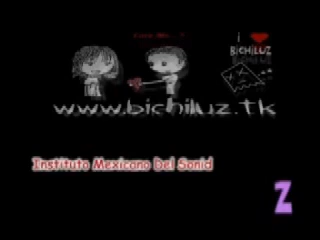 i ❤
BiCHiLUZ
www.bichiluz.tk
Instituto Mexicano Del Sonid
Z